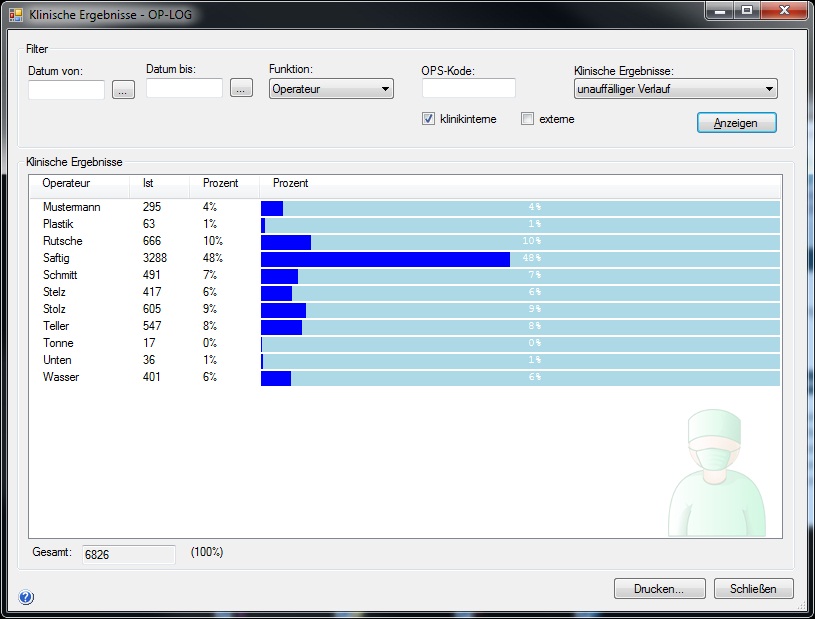 Klinische Ergebnisse - OP-LOG
Filter
Datum von: Datum bis: Funktion: OPS-Kode: Klinische Ergebnisse:
... ... Operateur unauffälliger Verlauf
klinikinterne externe Anzeigen
Klinische Ergebnisse
Operateur Ist Prozent Prozent
Mustermann 295 4% 4%
Plastik 63 1% 1%
Rutsche 666 10% 10%
Saftig 3288 48% 48%
Schmitt 491 7% 7%
Stelz 417 6% 6%
Stolz 605 9% 9%
Teller 547 8% 8%
Tonne 17 0% 0%
Unten 36 1% 1%
Wasser 401 6% 6%
Gesamt: 6826 (100%)
? Drucken... Schließen